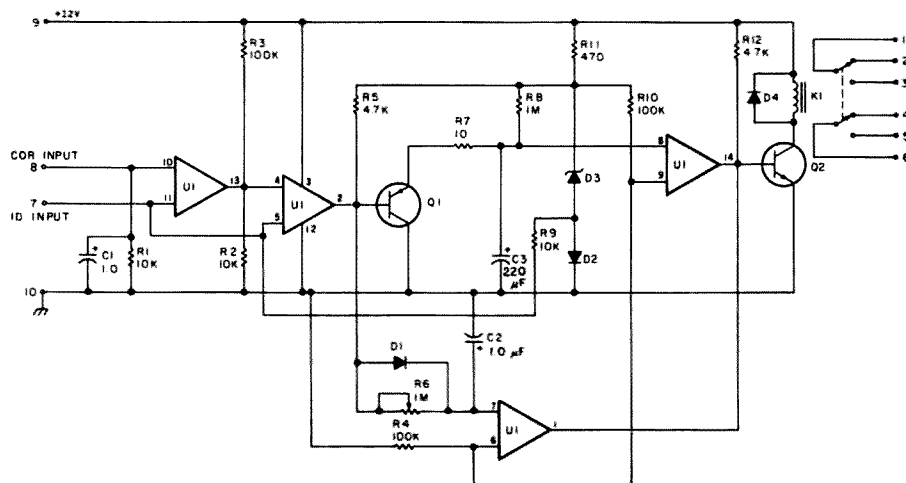 9 +12V
R3
100K
R11
470
R12
4.7K
1
2
3
4
5
6
D4
K1
R5
4.7K
R7
10
R8
1M
R10
100K
COR INPUT
8
7
ID INPUT
10
11
U1
13
4
5
3
12
U1
2
Q1
8
9
U1
14
Q2
D3
C1
1.0
+
R1
10K
R2
10K
R9
10K
D2
+
C3
220
µF
10
C2
1.0 µF
+
D1
R6
1M
R4
100K
7
6
U1
1